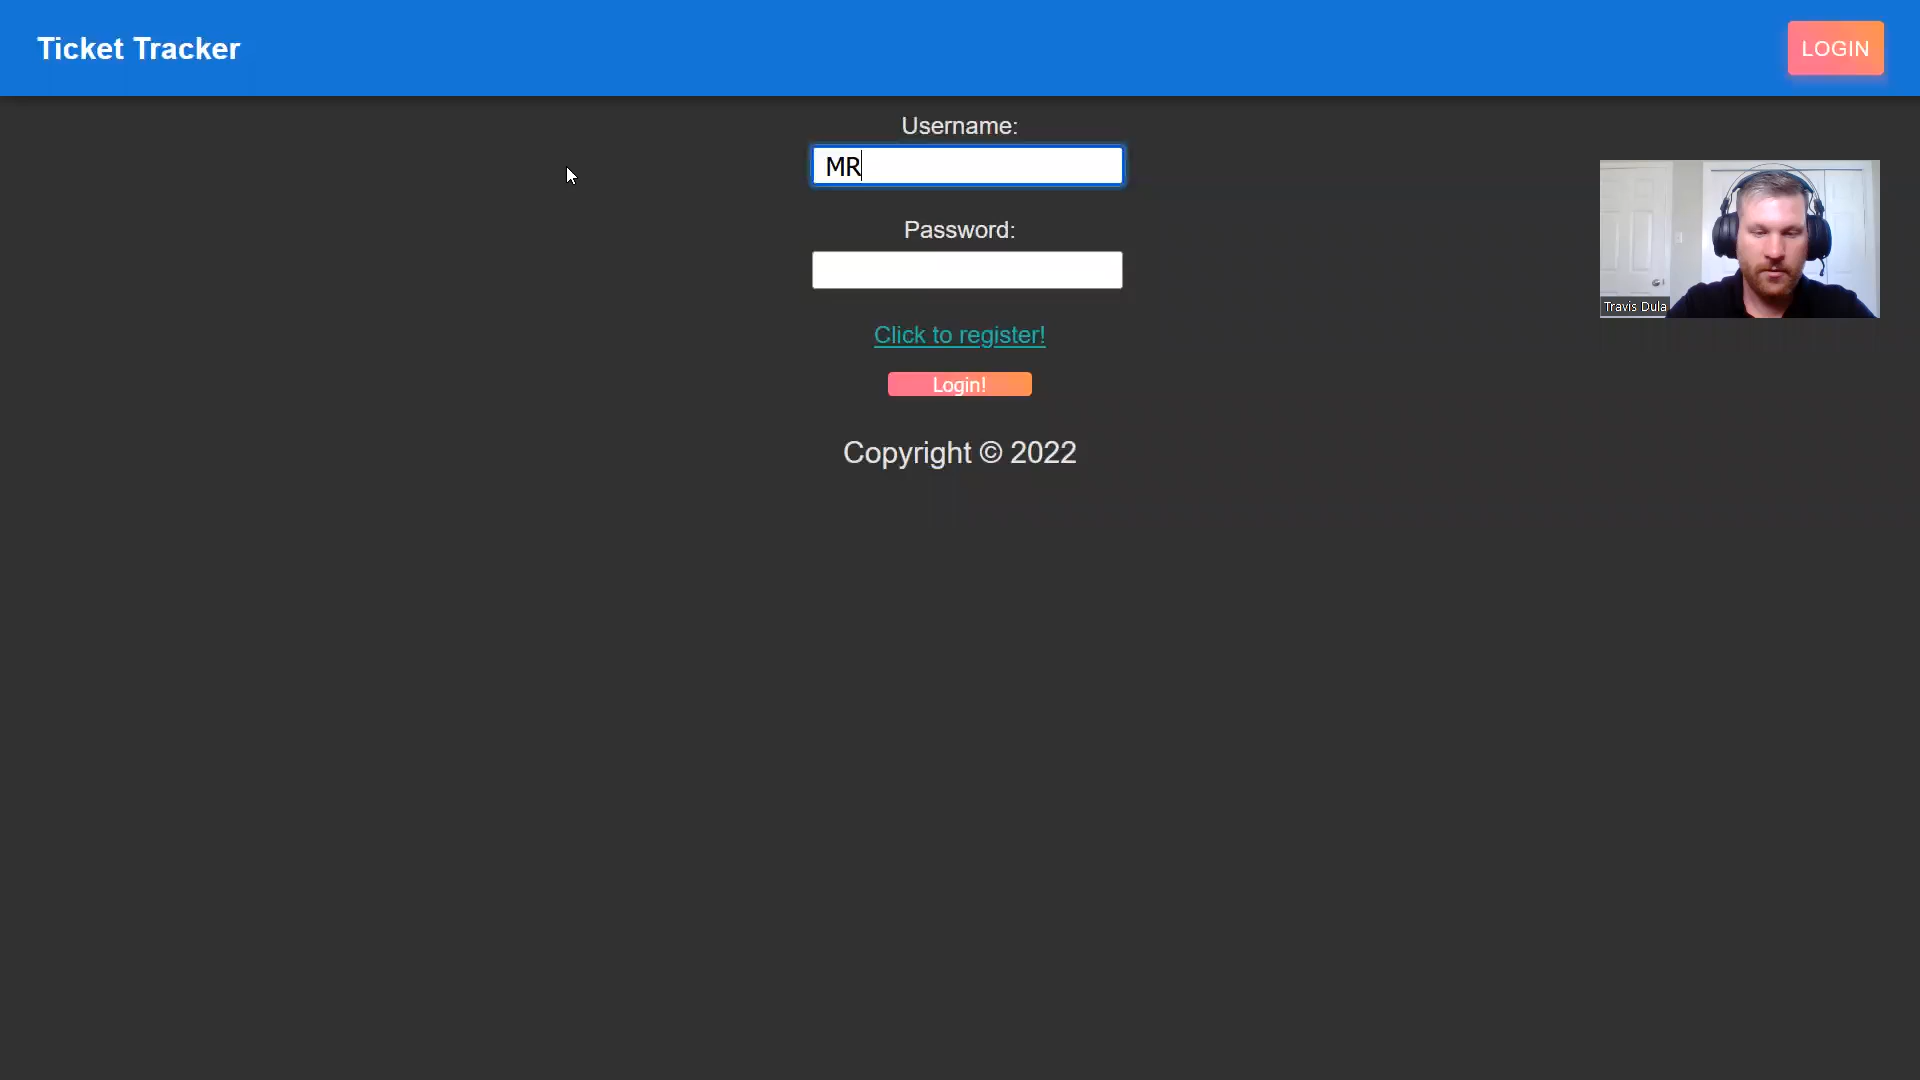 Ticket Tracker
LOGIN
Username:
MR
Password:
Travis Dula
Click to register!
Login!
Copyright © 2022